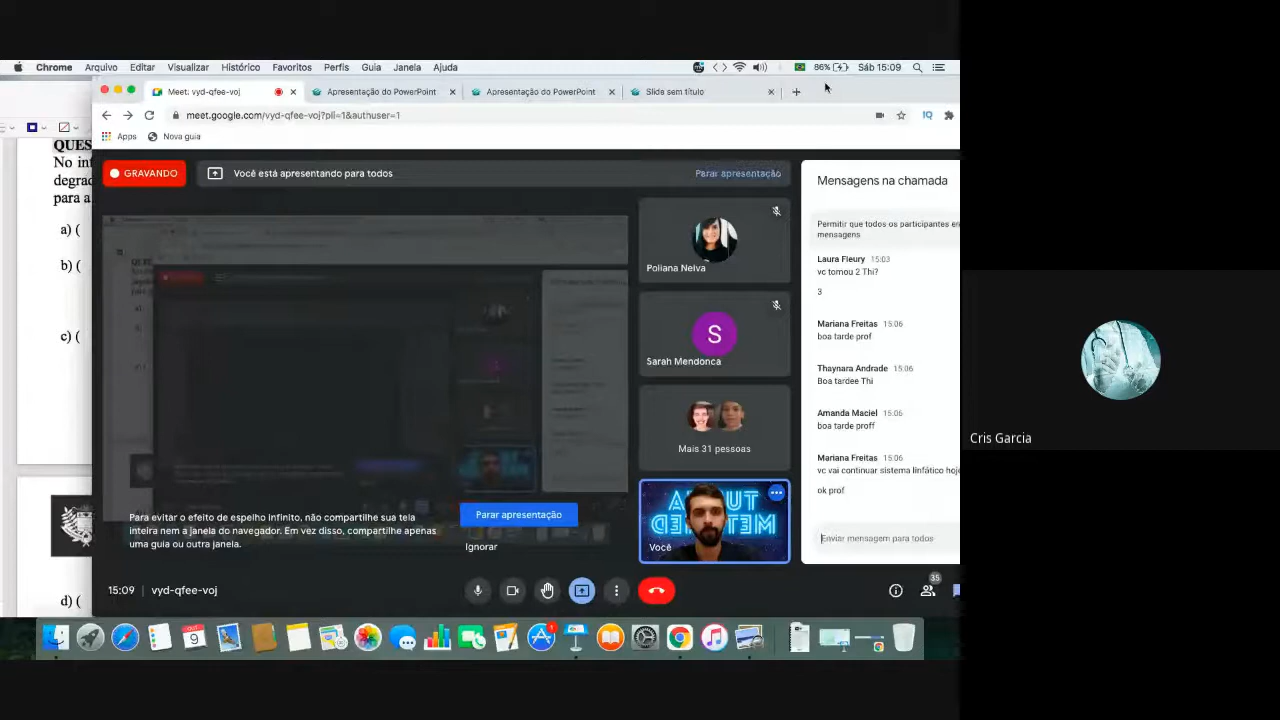 Chrome Arquivo Editar Visualizar Histórico Favoritos Perfis Guia Janela Ajuda
86% Sáb 15:09
Meet: vyd-qfee-voj
Apresentação do PowerPoint
Apresentação do PowerPoint
Slide sem título
meet.google.com/vyd-qfee-voj?pli=1&authuser=1
Apps Nova guia
QUES
No int
degrad
para a
a) (
b) (
c) (
d) (
GRAVANDO
Você está apresentando para todos
Parar apresentação
Poliana Neiva
S
Sarah Mendonca
Mais 31 pessoas
Você
Para evitar o efeito de espelho infinito, não compartilhe sua tela
inteira nem a janela do navegador. Em vez disso, compartilhe apenas
uma guia ou outra janela.
Parar apresentação
Ignorar
Mensagens na chamada
Permitir que todos os participantes en
mensagens
Laura Fleury 15:03
vc tomou 2 Thi?
3
Mariana Freitas 15:06
boa tarde prof
Thaynara Andrade 15:06
Boa tardee Thi
Amanda Maciel 15:06
boa tarde proff
Mariana Freitas 15:06
vc vai continuar sistema linfático hoje
ok prof
Enviar mensagem para todos
15:09 | vyd-qfee-voj
35
OUT
9
1
Cris Garcia